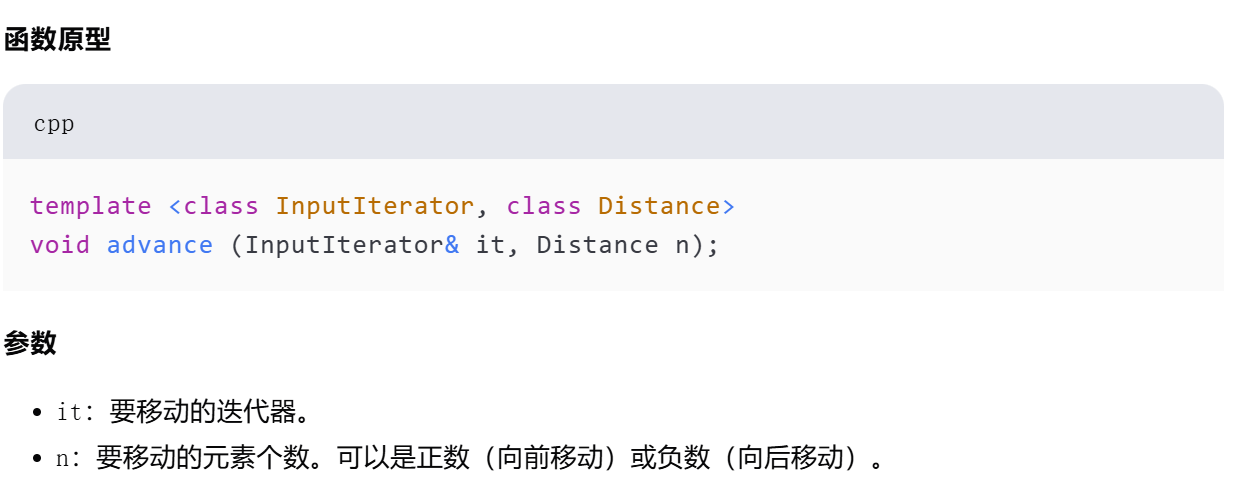 函数原型
cpp
template <class InputIterator, class Distance>
void advance (InputIterator& it, Distance n);
参数
• it：要移动的迭代器。
• n：要移动的元素个数。可以是正数（向前移动）或负数（向后移动）。